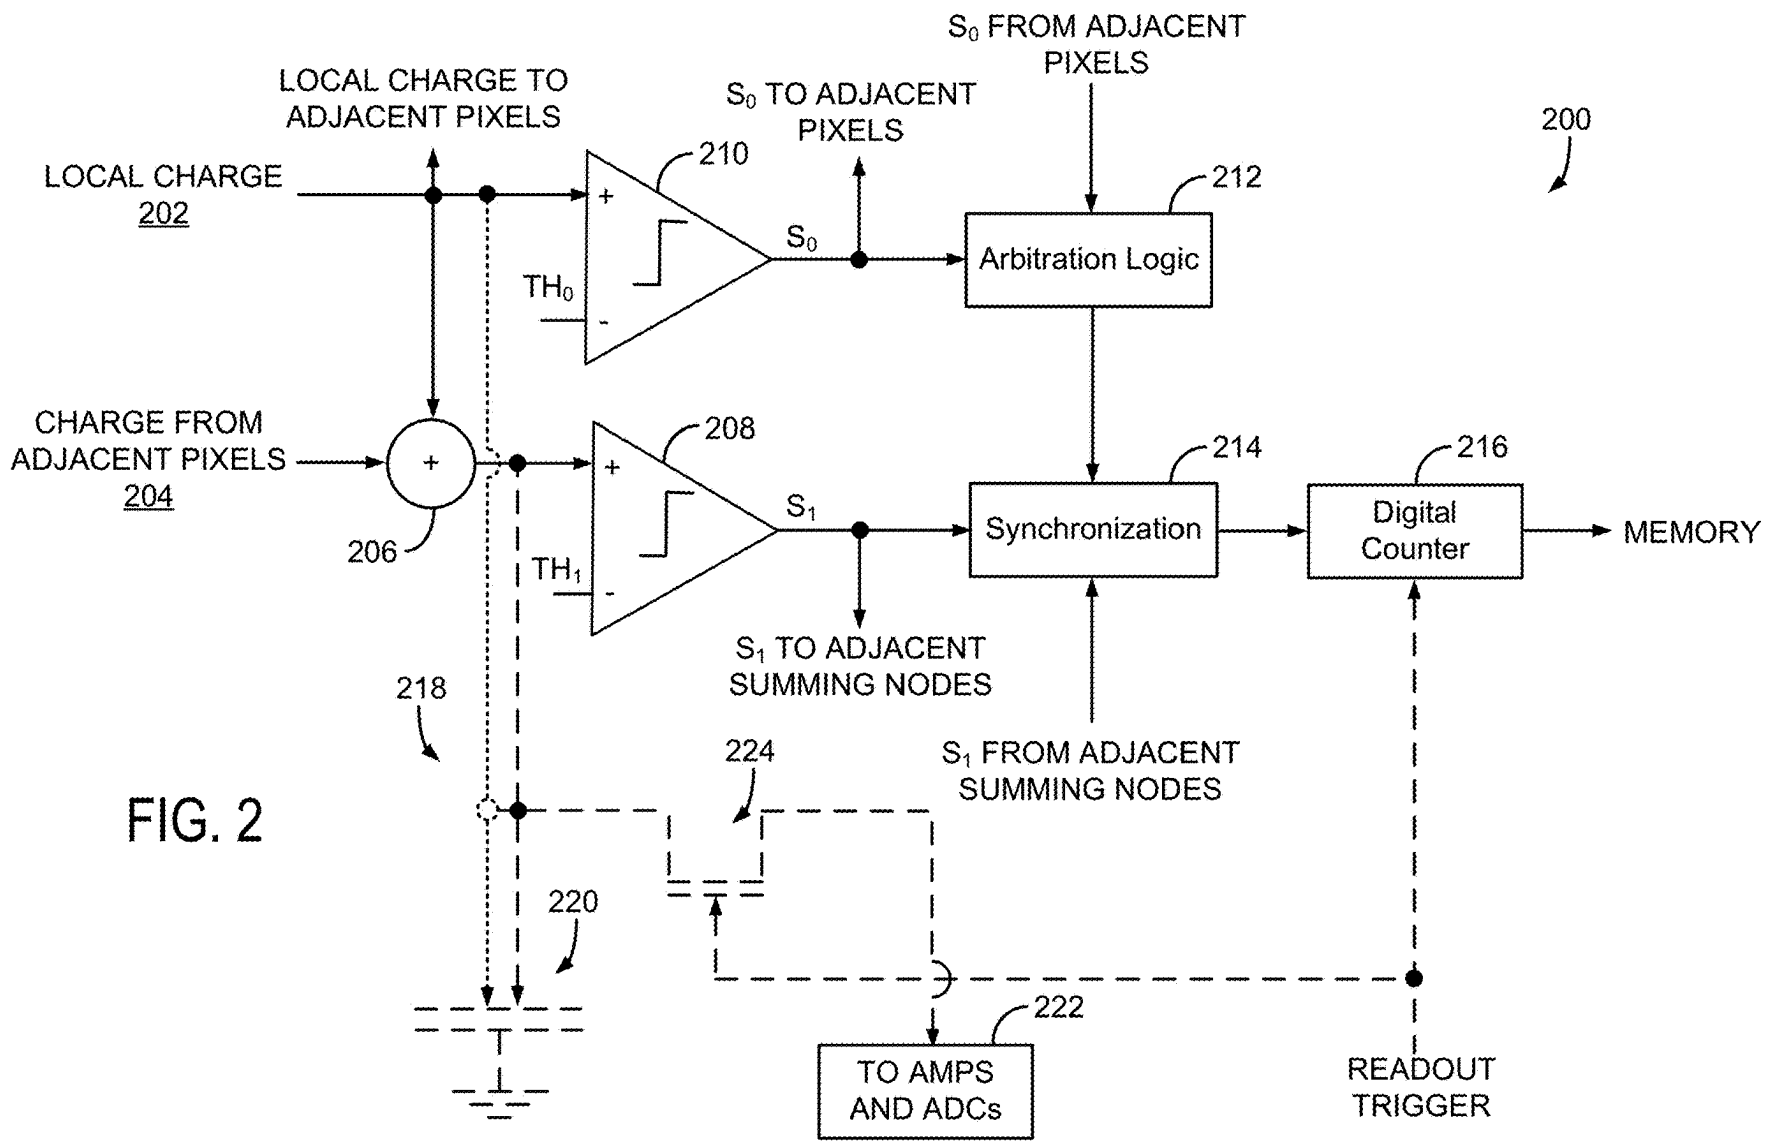 S0 FROM ADJACENT
PIXELS
LOCAL CHARGE TO
ADJACENT PIXELS
S0 TO ADJACENT
PIXELS
200
210
212
LOCAL CHARGE
202
+
S0
Arbitration Logic
TH0
-
CHARGE FROM
ADJACENT PIXELS
204
+
206
208
+
S1
214
Synchronization
216
Digital
Counter
MEMORY
TH1
-
S1 TO ADJACENT
SUMMING NODES
218
S1 FROM ADJACENT
SUMMING NODES
224
FIG. 2
220
222
TO AMPS
AND ADCs
READOUT
TRIGGER